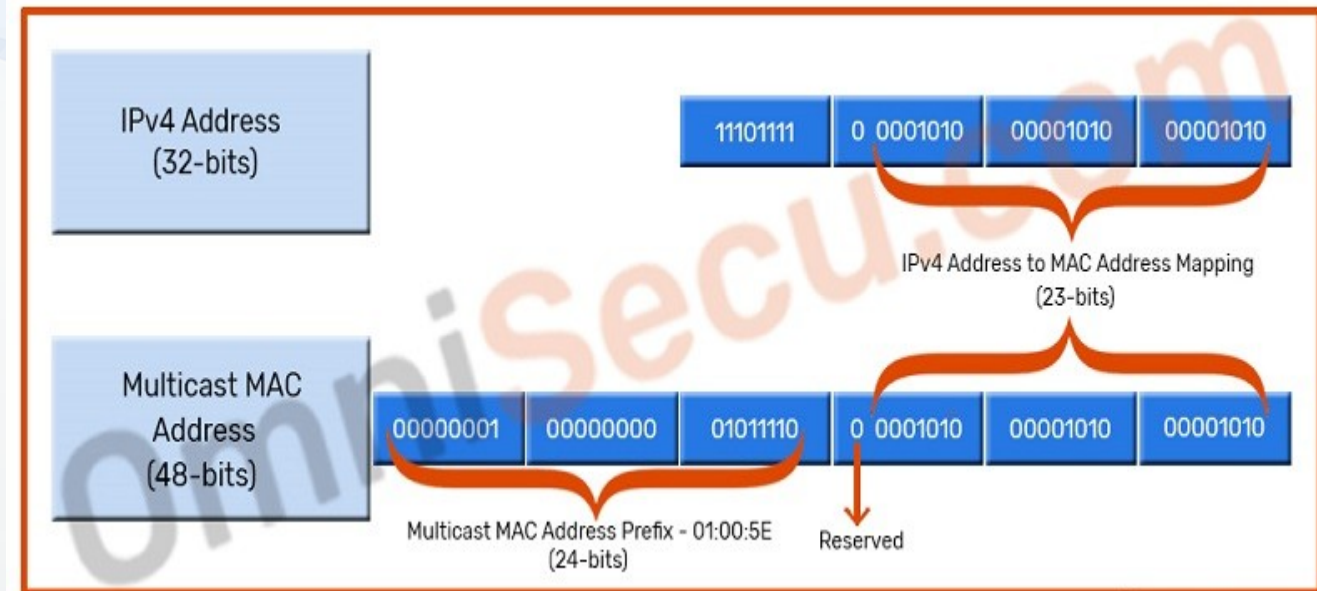 IPv4 Address
(32-bits)
11101111 0 0001010 00001010 00001010
IPv4 Address to MAC Address Mapping
(23-bits)
Multicast MAC
Address
(48-bits)
00000001 00000000 01011110 0 0001010 00001010 00001010
Multicast MAC Address Prefix - 01:00:5E
(24-bits)
Reserved
OmniSecu.com